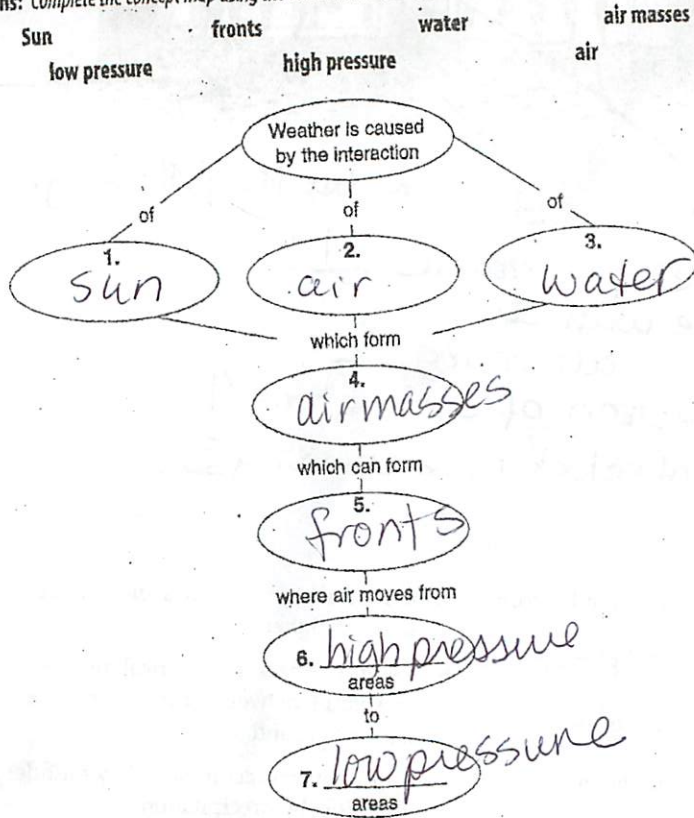 ns: Complete the concept map using
Sun fronts water air masses
low pressure high pressure air
Weather is caused
by the interaction
of of of
1. 2. 3.
sun air water
which form
4.
airmasses
which can form
5.
fronts
where air moves from
6. high pressure
areas
to
7. low pressure
areas